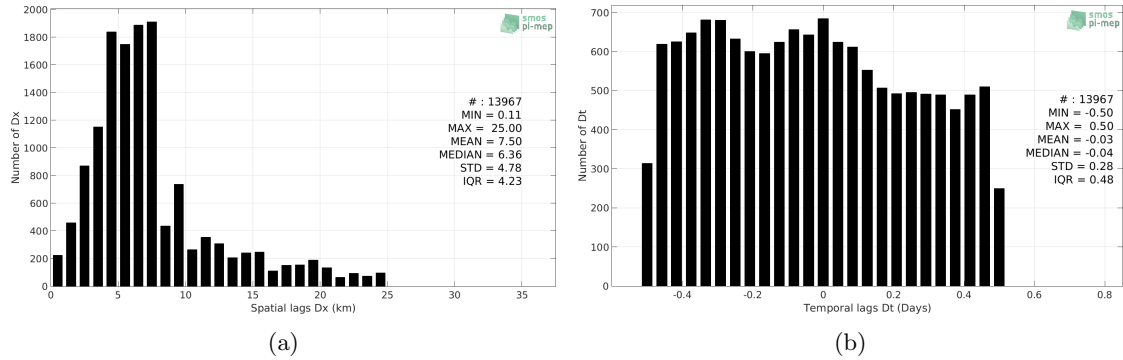 2000
1800
1600
1400
1200
1000
800
600
400
200
0
Number of Dx
smos
pi-mep
# : 13967
MIN = 0.11
MAX = 25.00
MEAN = 7.50
MEDIAN = 6.36
STD = 4.78
IQR = 4.23
0 5 10 15 20 25 30 35
Spatial lags Dx (km)
(a)
700
600
500
400
300
200
100
0
Number of Dt
smos
pi-mep
# : 13967
MIN = -0.50
MAX = 0.50
MEAN = -0.03
MEDIAN = -0.04
STD = 0.28
IQR = 0.48
-0.4 -0.2 0 0.2 0.4 0.6 0.8
Temporal lags Dt (Days)
(b)